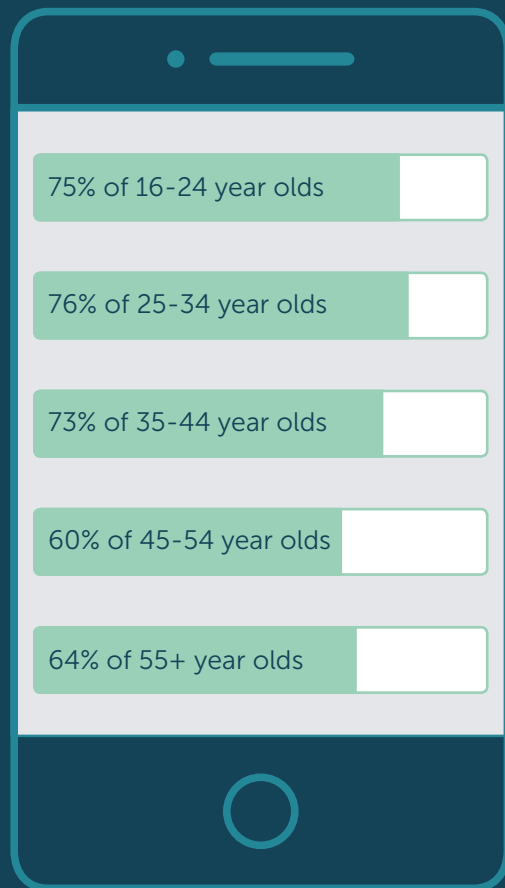 75% of 16-24 year olds
76% of 25-34 year olds
73% of 35-44 year olds
60% of 45-54 year olds
64% of 55+ year olds